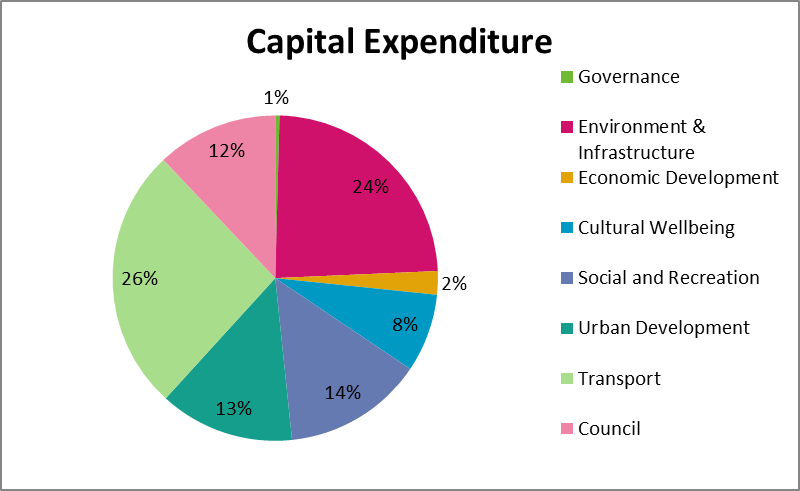 Capital Expenditure
1%
24%
2%
8%
14%
13%
26%
12%
Governance
Environment &
Infrastructure
Economic Development
Cultural Wellbeing
Social and Recreation
Urban Development
Transport
Council